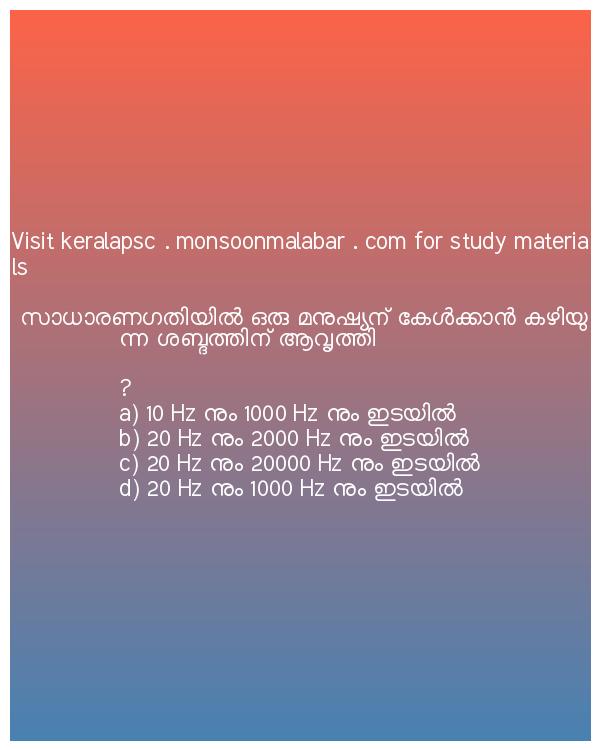 Visit keralapsc . monsoonmalabar . com for study materia
ls
സാധാരണഗതിയിൽ ഒരു മനുഷ്യന് കേൾക്കാൻ കഴിയു
ന്ന ശബ്ദത്തിന് ആവൃത്തി
?
a) 10 Hz നും 1000 Hz നും ഇടയിൽ
b) 20 Hz നും 2000 Hz നും ഇടയിൽ
c) 20 Hz നും 20000 Hz നും ഇടയിൽ
d) 20 Hz നും 1000 Hz നും ഇടയിൽ